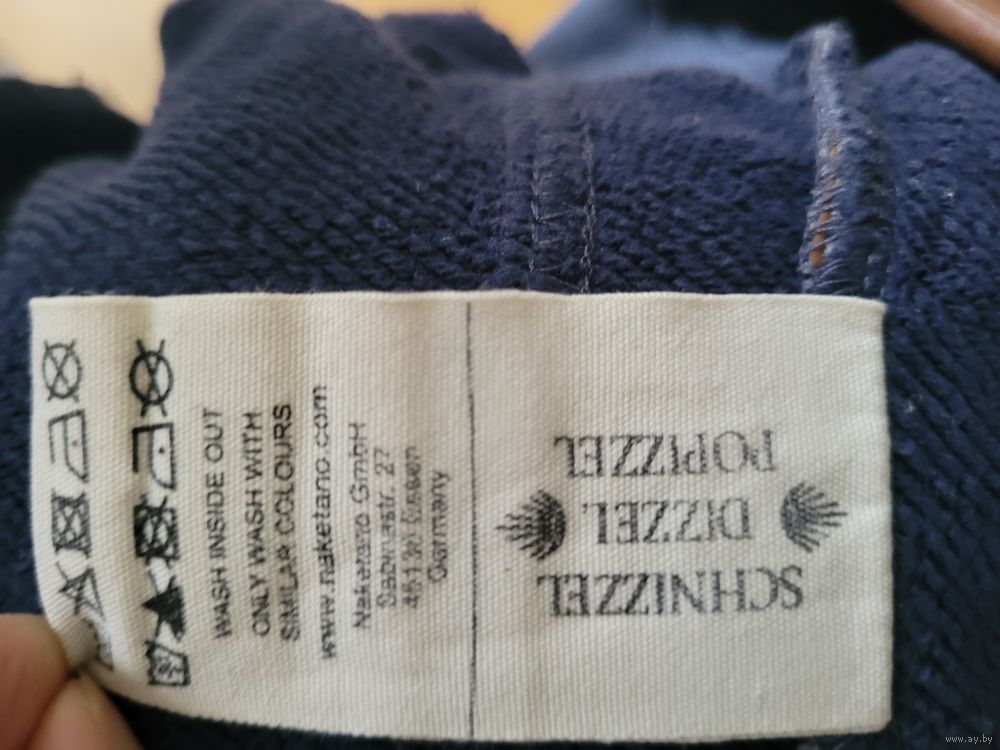 WASH INSIDE OUT
ONLY WASH WITH
SIMILAR COLOURS
www.naketano.com
Naketano GmbH
Germany
SCHNIZZEL
DIZZEL
POPIZZEL
www.ay.by